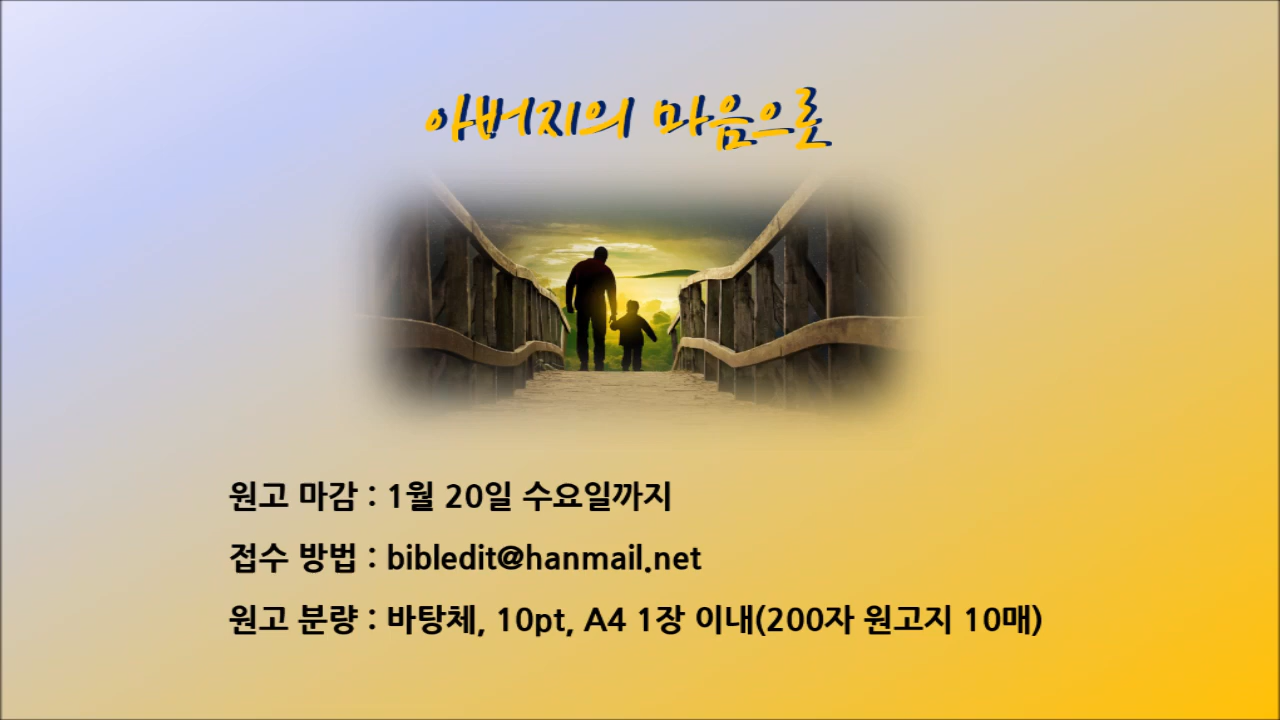 아버지의 마음으로
원고 마감 : 1월 20일 수요일까지
접수 방법 : bibledit@hanmail.net
원고 분량 : 바탕체, 10pt, A4 1장 이내(200자 원고지 10매)